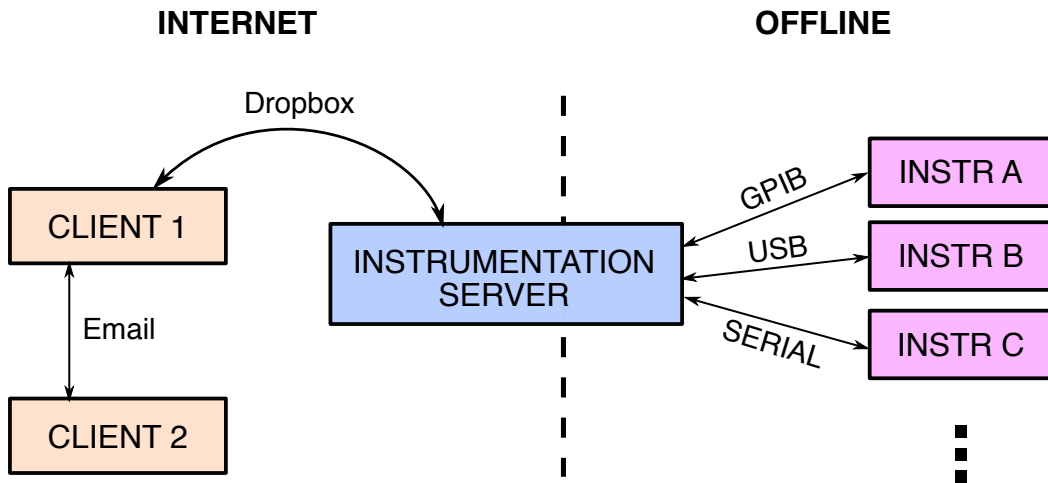 INTERNET
OFFLINE
Dropbox
CLIENT 1
Email
CLIENT 2
INSTRUMENTATION
SERVER
GPIB
USB
SERIAL
INSTR A
INSTR B
INSTR C